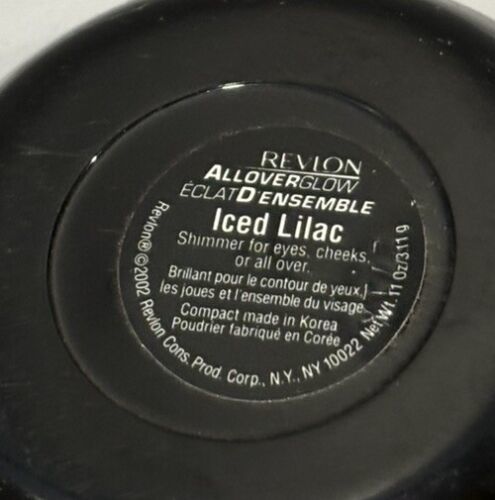 REVLON
ALLOVERGLOW
ÉCLATD'ENSEMBLE
Iced Lilac
Shimmer for eyes, cheeks,
or all over.
Brillant pour le contour de yeux,
les joues et l'ensemble du visage.
Compact made in Korea
Poudrier fabriqué en Corée
Revlon® ©2002 Revlon Cons. Prod. Corp., N.Y., NY 10022 Net Wt. .11 oz/3.11 g